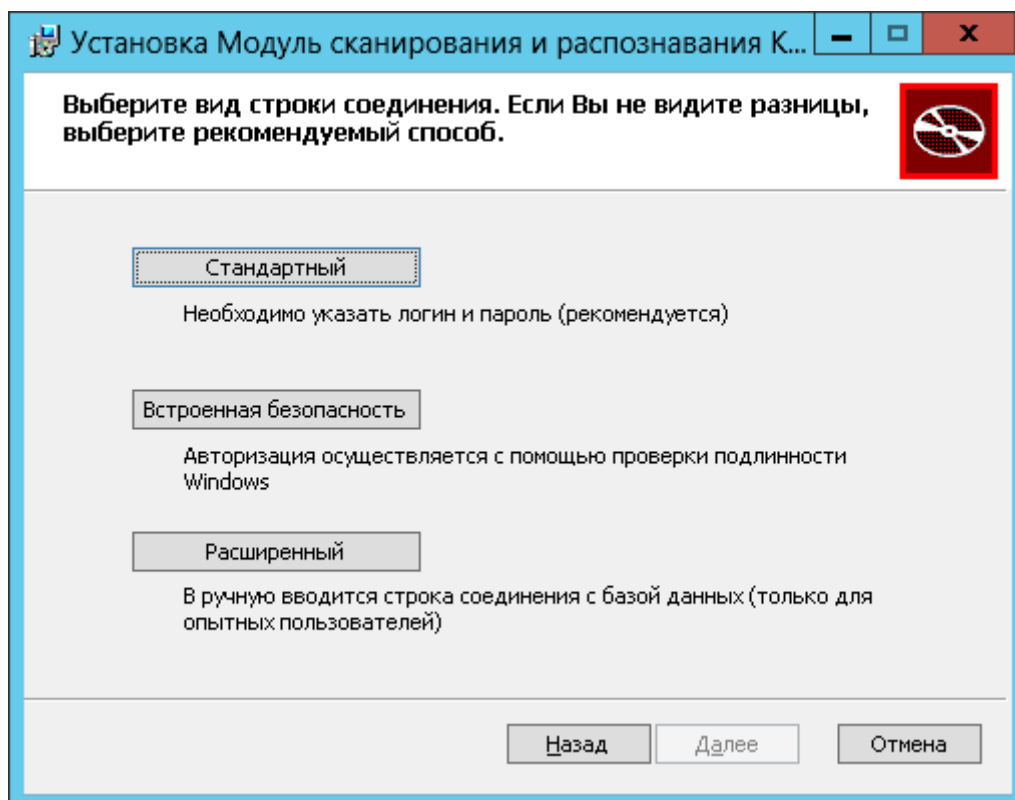 Установка Модуль сканирования и распознавания К...
Выберите вид строки соединения. Если Вы не видите разницы,
выберите рекомендуемый способ.
Стандартный
Необходимо указать логин и пароль (рекомендуется)
Встроенная безопасность
Авторизация осуществляется с помощью проверки подлинности
Windows
Расширенный
В ручную вводится строка соединения с базой данных (только для
опытных пользователей)
Назад
Далее
Отмена